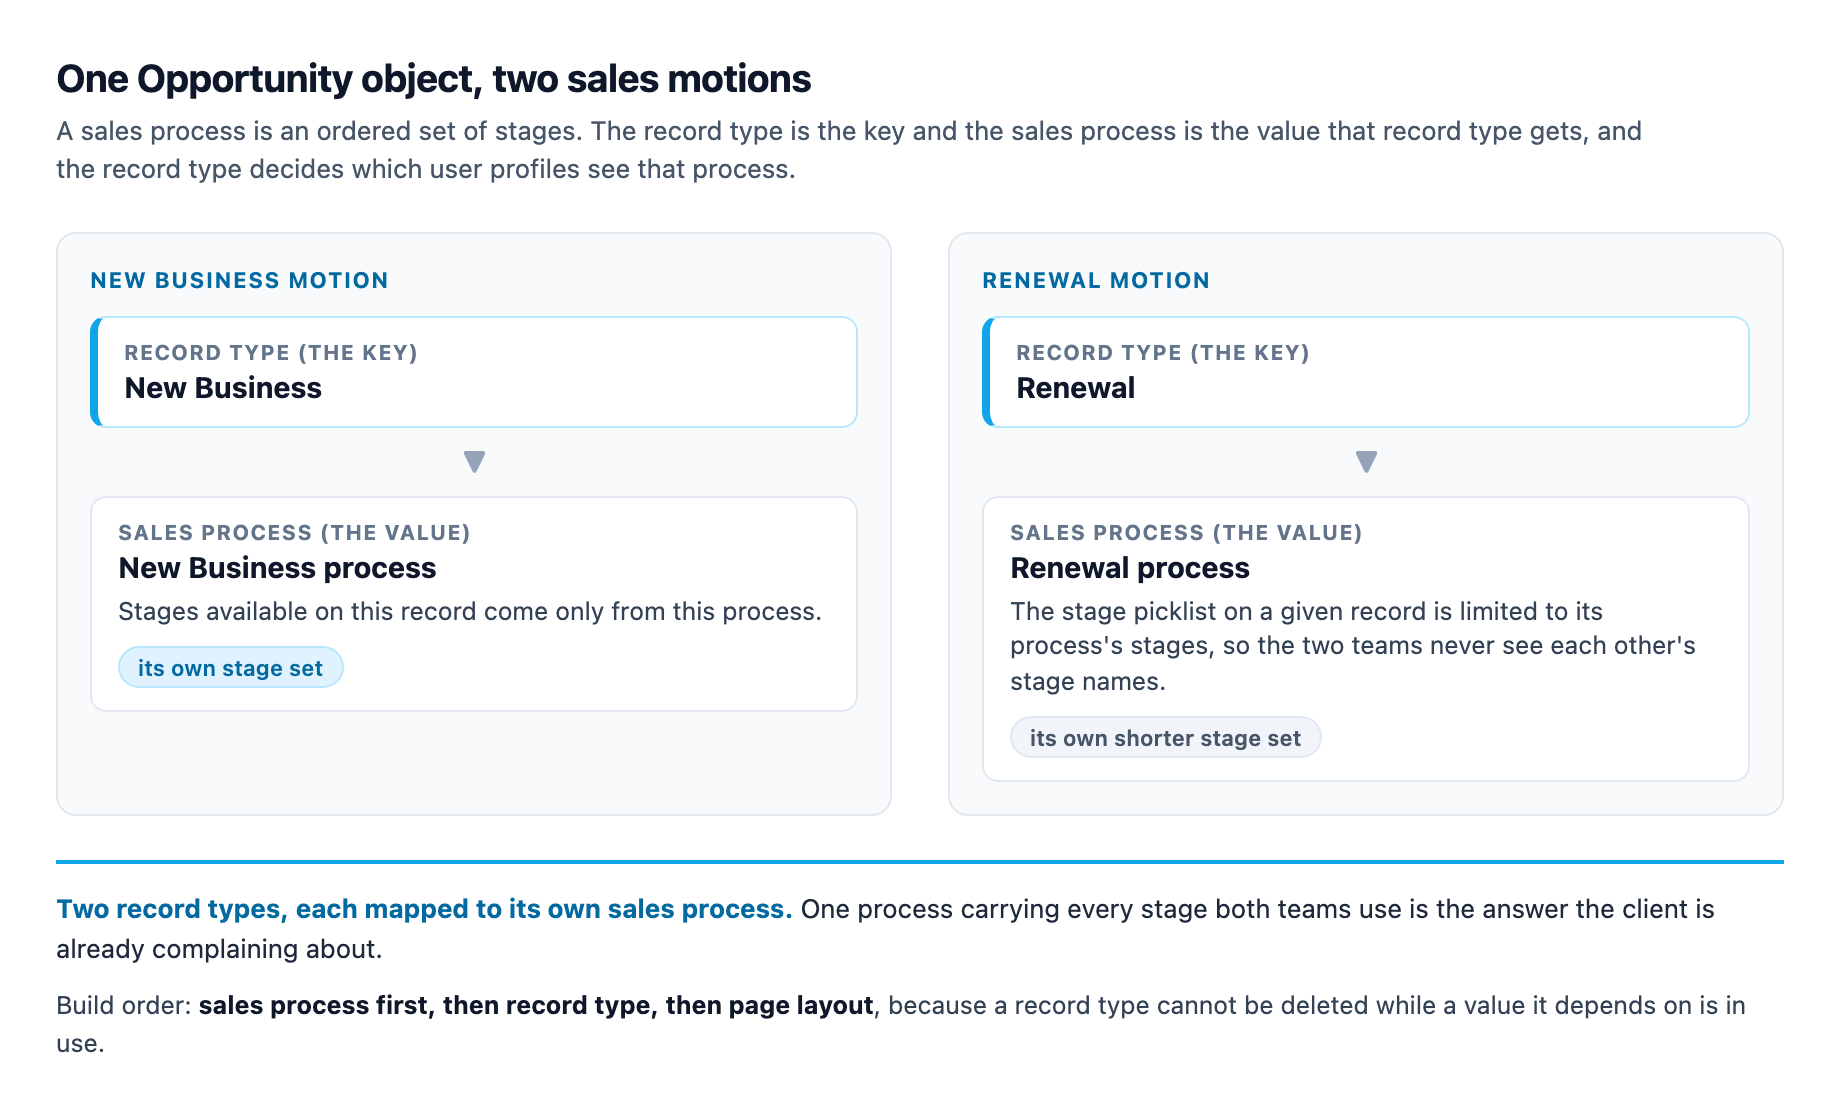 One Opportunity object, two sales motions
A sales process is an ordered set of stages. The record type is the key and the sales process is the value that record type gets, and
the record type decides which user profiles see that process.
NEW BUSINESS MOTION
RECORD TYPE (THE KEY)
New Business
SALES PROCESS (THE VALUE)
New Business process
Stages available on this record come only from this process.
its own stage set
RENEWAL MOTION
RECORD TYPE (THE KEY)
Renewal
SALES PROCESS (THE VALUE)
Renewal process
The stage picklist on a given record is limited to its
process's stages, so the two teams never see each other's
stage names.
its own shorter stage set
Two record types, each mapped to its own sales process. One process carrying every stage both teams use is the answer the client is
already complaining about.
Build order: sales process first, then record type, then page layout, because a record type cannot be deleted while a value it depends on is in
use.